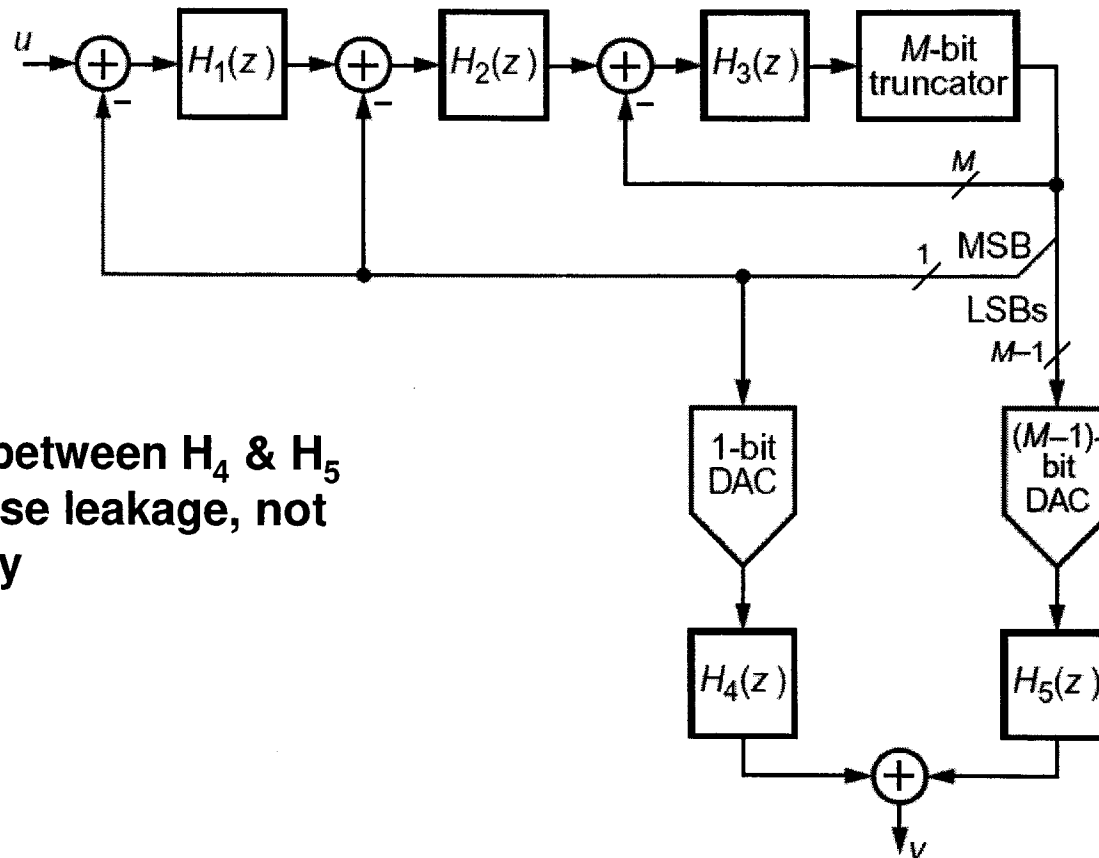 u
+
−
H₁(z)
+
−
H₂(z)
+
−
H₃(z)
M-bit
truncator
M
1
MSB
LSBs
M–1
between H₄ & H₅
se leakage, not
y
1-bit
DAC
(M–1)-
bit
DAC
H₄(z)
H₅(z)
+